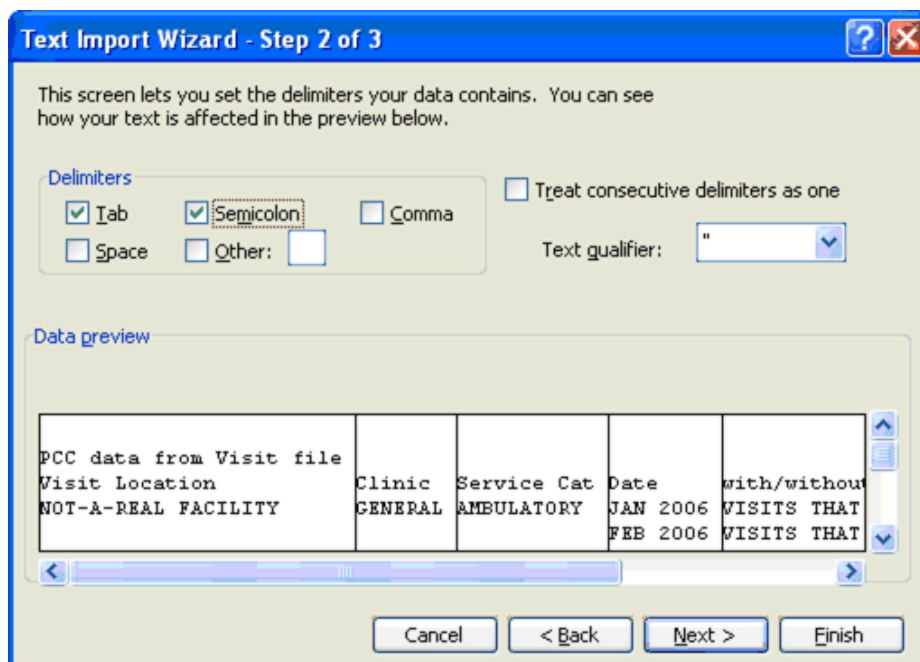 Text Import Wizard - Step 2 of 3
This screen lets you set the delimiters your data contains. You can see
how your text is affected in the preview below.
Delimiters
Tab
Semicolon
Comma
Space
Other:
Treat consecutive delimiters as one
Text qualifier: "
Data preview
PCC data from Visit file
Visit Location Clinic Service Cat Date with/without
NOT-A-REAL FACILITY GENERAL AMBULATORY JAN 2006 VISITS THAT
FEB 2006 VISITS THAT
Cancel < Back Next > Finish